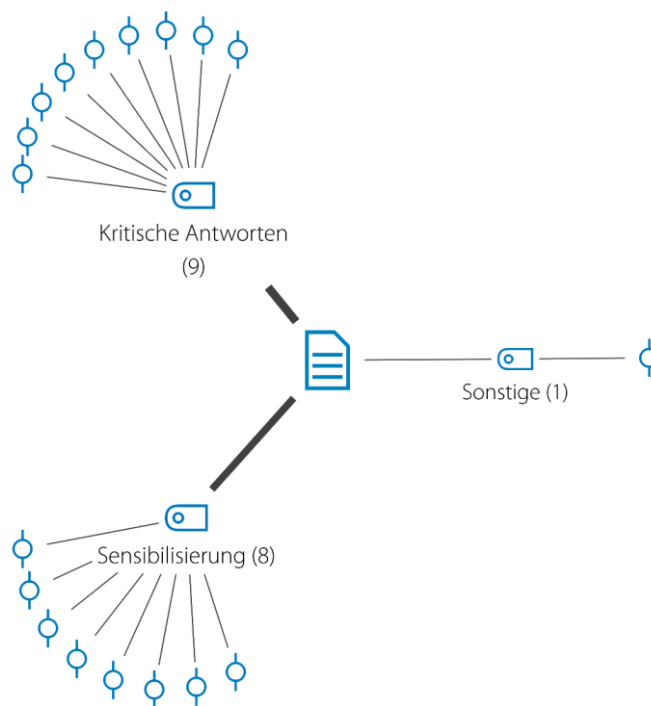 Kritische Antworten
(9)
Sonstige (1)
Sensibilisierung (8)